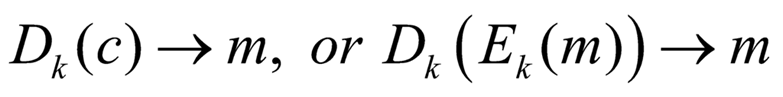 D_k(c) → m, or D_k(E_k(m)) → m